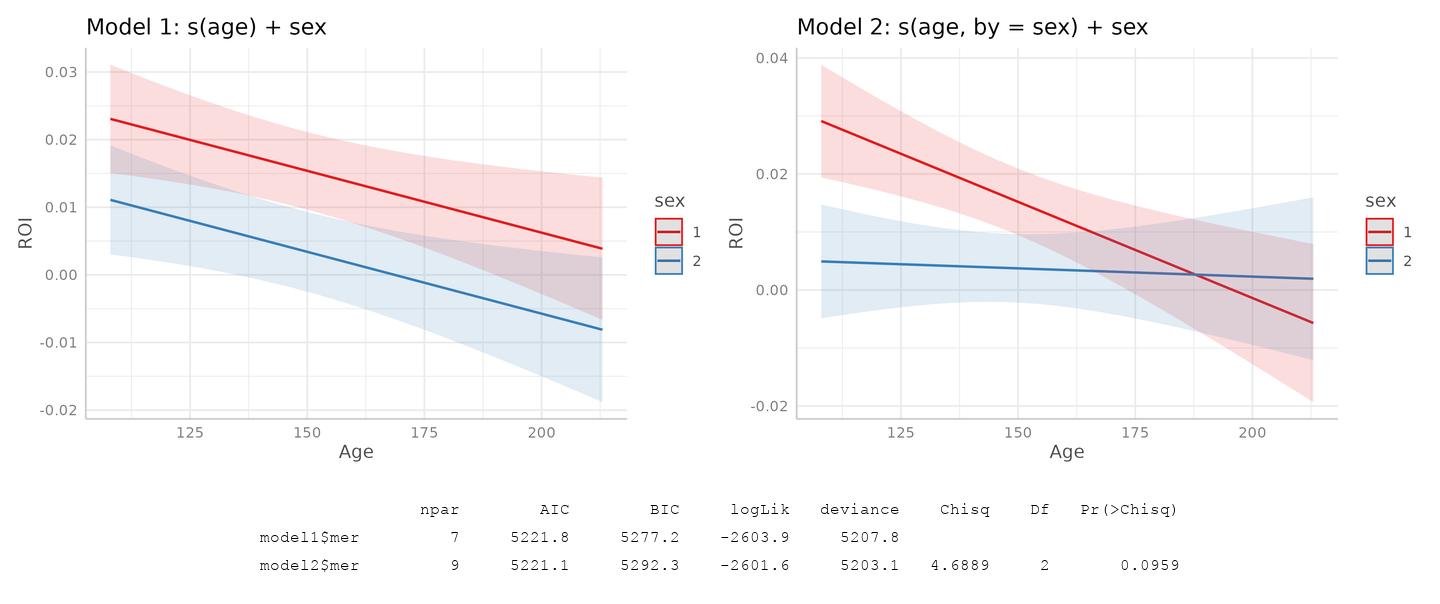 Model 1: s(age) + sex
0.03
0.02
0.01
0.00
-0.01
-0.02
ROI
125 150 175 200
Age
sex
1
2
Model 2: s(age, by = sex) + sex
0.04
0.02
0.00
-0.02
ROI
125 150 175 200
Age
sex
1
2
npar AIC BIC logLik deviance Chisq Df Pr(>Chisq)
model1$mer 7 5221.8 5277.2 -2603.9 5207.8
model2$mer 9 5221.1 5292.3 -2601.6 5203.1 4.6889 2 0.0959